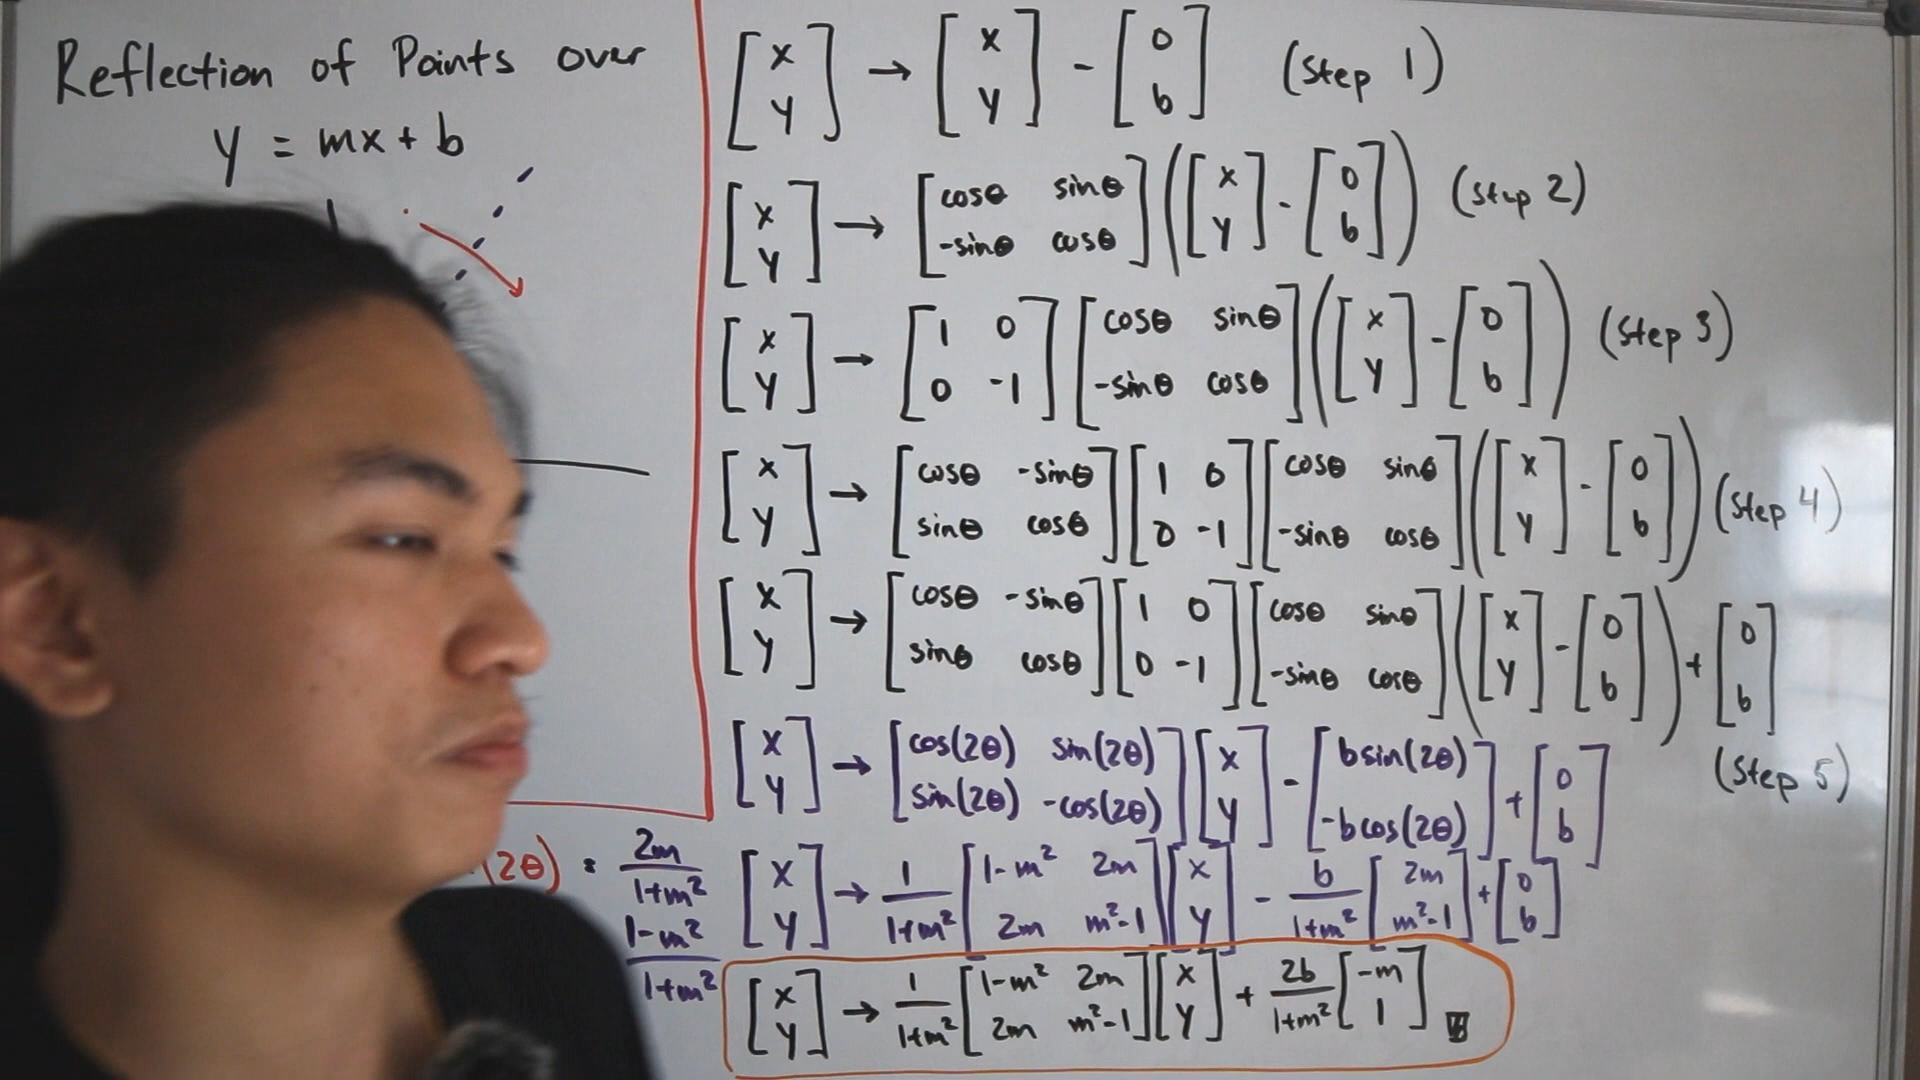 Reflection of Points over
y = mx + b
[x y] → [x y] - [0 b] (Step 1)
[x y] → [cosθ sinθ -sinθ cosθ] ([x y] - [0 b]) (Step 2)
[x y] → [1 0 0 -1] [cosθ sinθ -sinθ cosθ] ([x y] - [0 b]) (Step 3)
[x y] → [cosθ -sinθ sinθ cosθ] [1 0 0 -1] [cosθ sinθ -sinθ cosθ] ([x y] - [0 b]) (Step 4)
[x y] → [cosθ -sinθ sinθ cosθ] [1 0 0 -1] [cosθ sinθ -sinθ cosθ] ([x y] - [0 b]) + [0 b]
(Step 5)
[x y] → [cos(2θ) sin(2θ) sin(2θ) -cos(2θ)] [x y] - [bsin(2θ) -bcos(2θ)] + [0 b]
(2θ) = 2m/1+m²
1-m²/1+m²
[x y] → 1/1+m² [1-m² 2m 2m m²-1] [x y] - b/1+m² [2m m²-1] + [0 b]
[x y] → 1/1+m² [1-m² 2m 2m m²-1] [x y] + 2b/1+m² [-m 1]